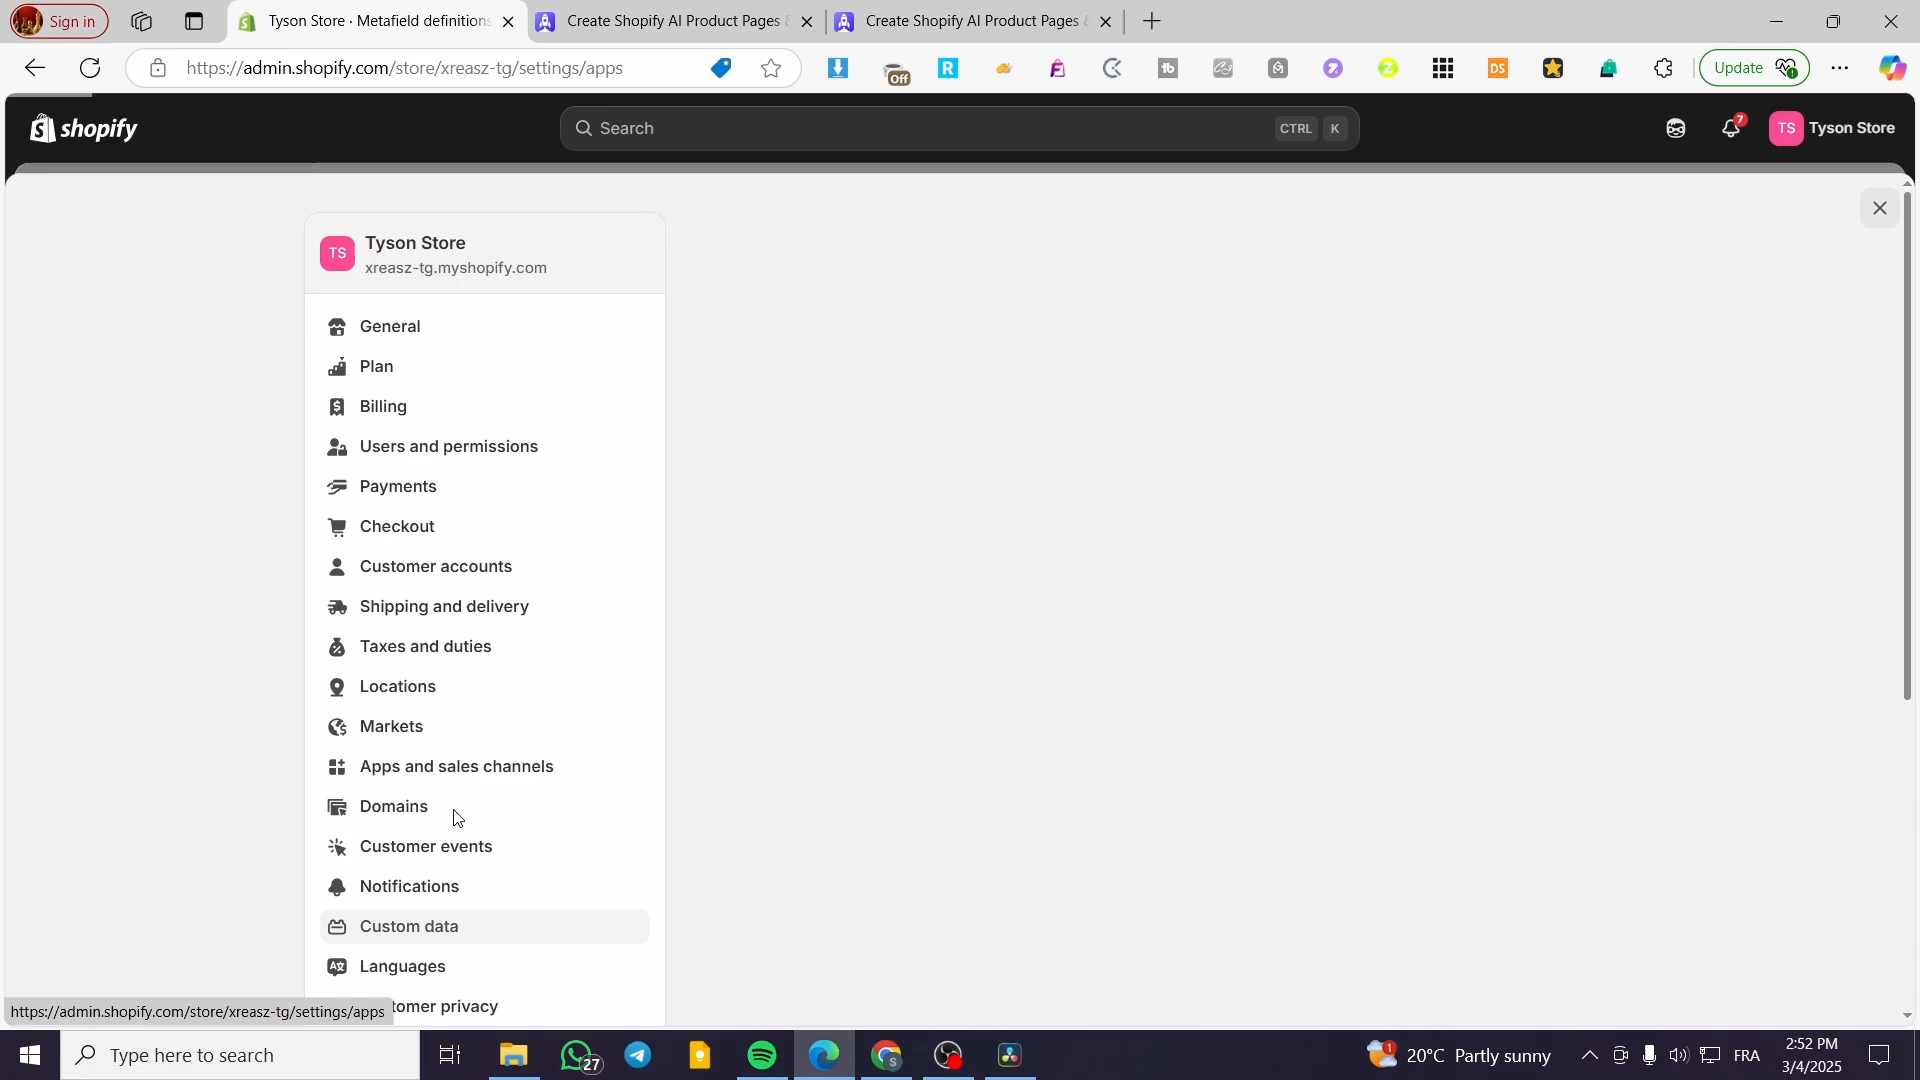 Sign in
Tyson Store · Metafield definitions
Create Shopify AI Product Pages &
Create Shopify AI Product Pages &
https://admin.shopify.com/store/xreasz-tg/settings/apps
Off
R
DS
Update
shopify
Search
CTRL K
7
TS
Tyson Store
TS
Tyson Store
xreasz-tg.myshopify.com
General
Plan
Billing
Users and permissions
Payments
Checkout
Customer accounts
Shipping and delivery
Taxes and duties
Locations
Markets
Apps and sales channels
Domains
Customer events
Notifications
Custom data
Languages
tomer privacy
https://admin.shopify.com/store/xreasz-tg/settings/apps
Type here to search
27
1
20°C Partly sunny
FRA
2:52 PM
3/4/2025